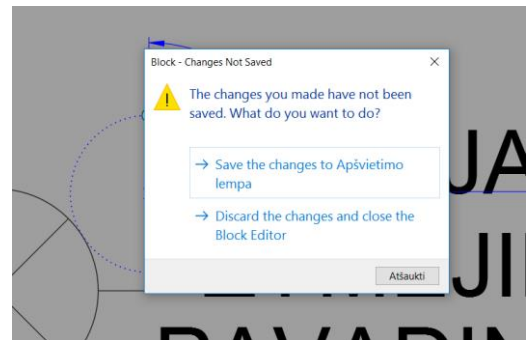 Block - Changes Not Saved
The changes you made have not been
saved. What do you want to do?
Save the changes to Apšvietimo
lempa
Discard the changes and close the
Block Editor
Atšaukti